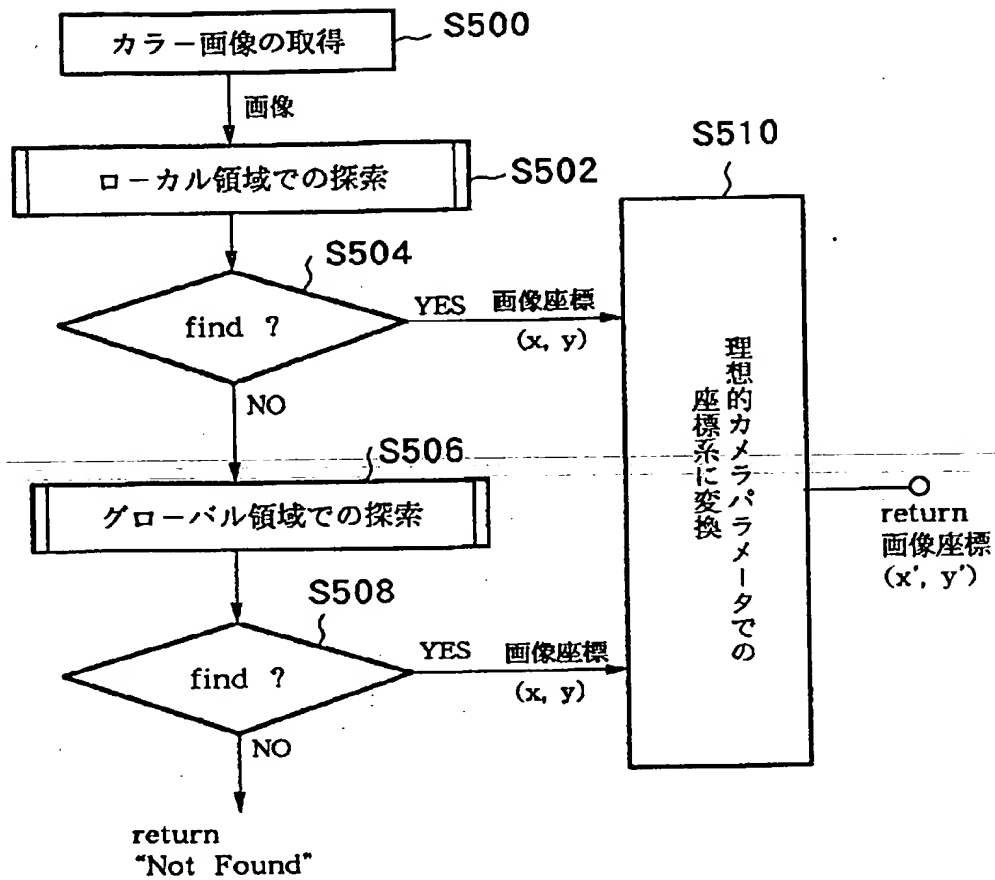 カラー画像の取得
S500
画像
ローカル領域での探索
S502
S510
S504
find ?
YES 画像座標
(x, y)
NO
理想的カメラパラメータでの
座標系に変換
S506
グローバル領域での探索
return
画像座標
(x', y')
S508
find ?
YES 画像座標
(x, y)
NO
return
"Not Found"